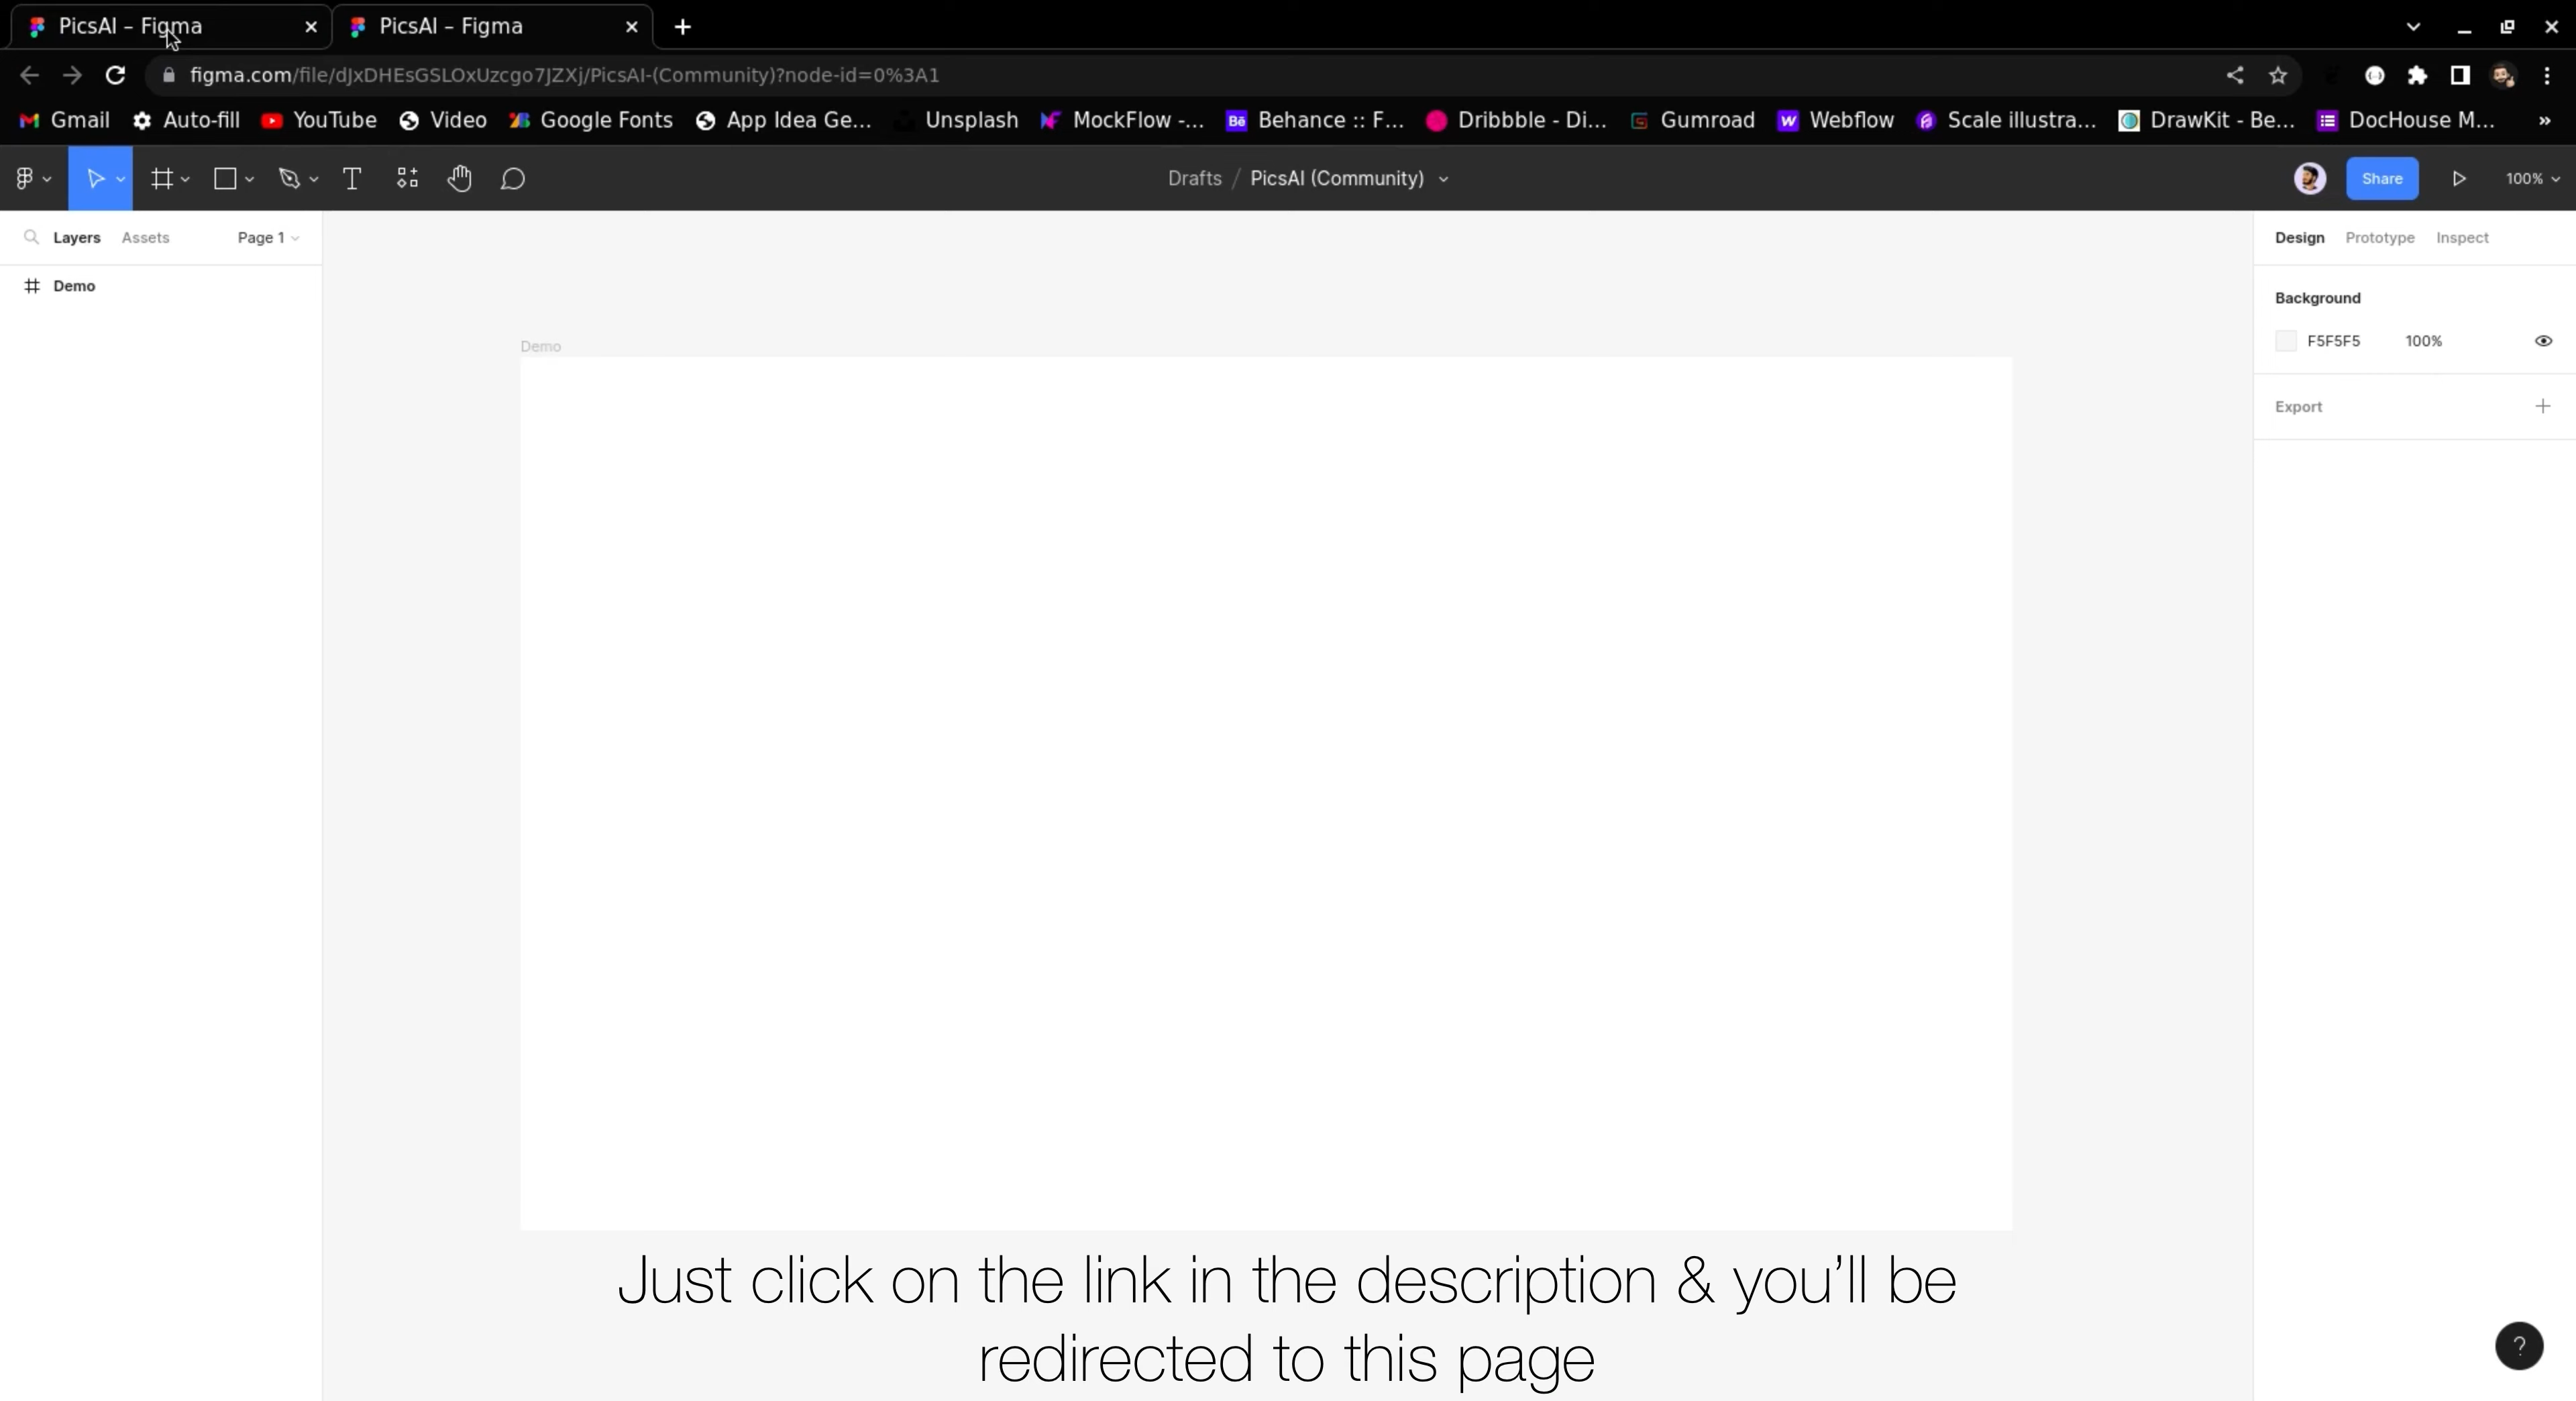 PicsAI – Figma
PicsAI – Figma
figma.com/file/dJxDHEsGSLOxUzcgo7JZXj/PicsAI-(Community)?node-id=0%3A1
Gmail Auto-fill YouTube Video Google Fonts App Idea Ge... Unsplash MockFlow -... Behance :: F... Dribbble - Di... Gumroad Webflow Scale illustra... DrawKit - Be... DocHouse M... »
Drafts / PicsAI (Community) Share 100%
Layers Assets Page 1
Demo
Demo
Design Prototype Inspect
Background
F5F5F5 100%
Export
Just click on the link in the description & you’ll be
redirected to this page
?